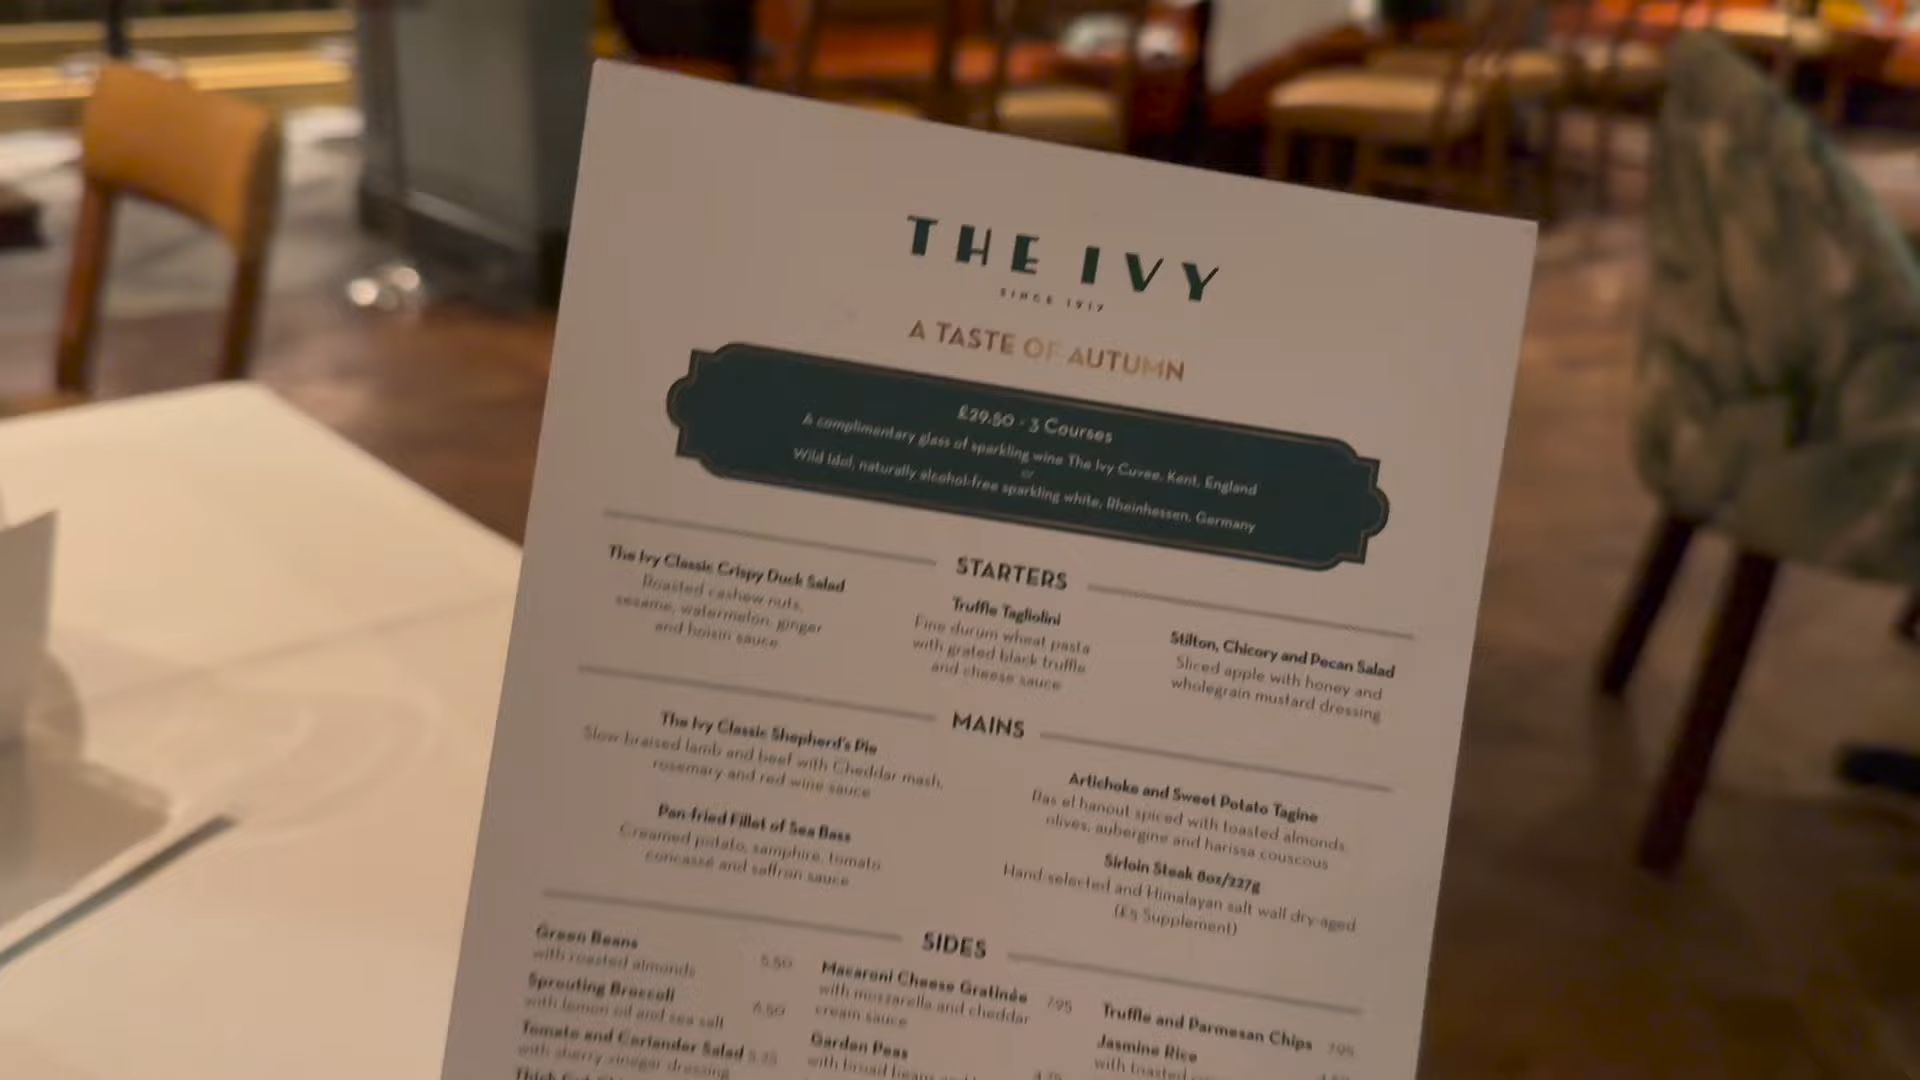 THE IVY
SINCE 1917
A TASTE OF AUTUMN
£29.50 - 3 Courses
A complimentary glass of sparkling wine The Ivy Cuvee, Kent, England
or
Wild Idol, naturally alcohol-free sparkling white, Rheinhessen, Germany
STARTERS
The Ivy Classic Crispy Duck Salad
Roasted cashew nuts,
sesame, watermelon, ginger
and hoisin sauce
Truffle Tagliolini
Fine durum wheat pasta
with grated black truffle
and cheese sauce
Stilton, Chicory and Pecan Salad
Sliced apple with honey and
wholegrain mustard dressing
MAINS
The Ivy Classic Shepherd's Pie
Slow braised lamb and beef with Cheddar mash,
rosemary and red wine sauce
Artichoke and Sweet Potato Tagine
Ras el hanout spiced with toasted almonds,
olives, aubergine and harissa couscous
Pan-fried Fillet of Sea Bass
Creamed potato, samphire, tomato
concassé and saffron sauce
Sirloin Steak 8oz/227g
Hand-selected and Himalayan salt wall dry-aged
(£5 Supplement)
SIDES
Green Beans
with roasted almonds 5.50
Sprouting Broccoli
with lemon oil and sea salt 6.50
Tomato and Coriander Salad
with sherry vinegar dressing
Macaroni Cheese Gratinée 7.95
with mozzarella and cheddar
cream sauce
Garden Peas
with broad beans
Truffle and Parmesan Chips 7.95
Jasmine Rice
with toasted